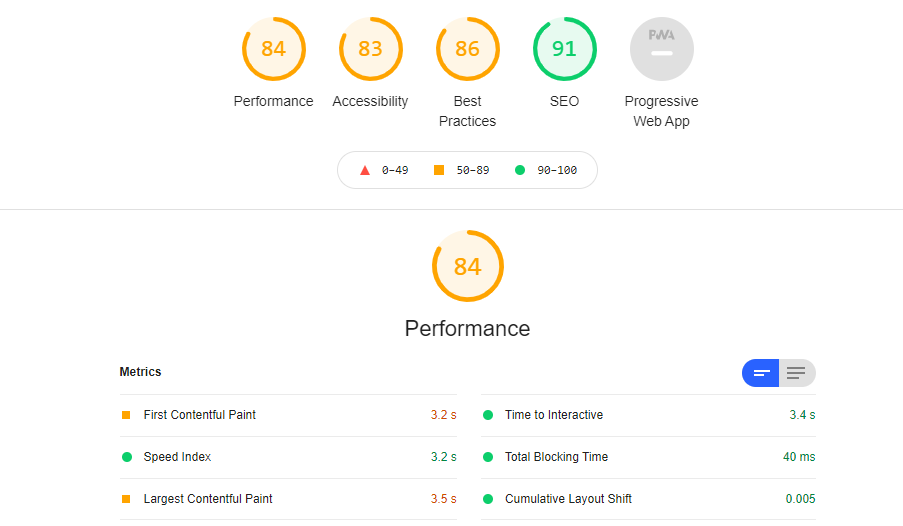 84
83
86
91
PWA
Performance
Accessibility
Best
Practices
SEO
Progressive
Web App
0–49
50–89
90–100
84
Performance
Metrics
First Contentful Paint 3.2 s
Time to Interactive 3.4 s
Speed Index 3.2 s
Total Blocking Time 40 ms
Largest Contentful Paint 3.5 s
Cumulative Layout Shift 0.005